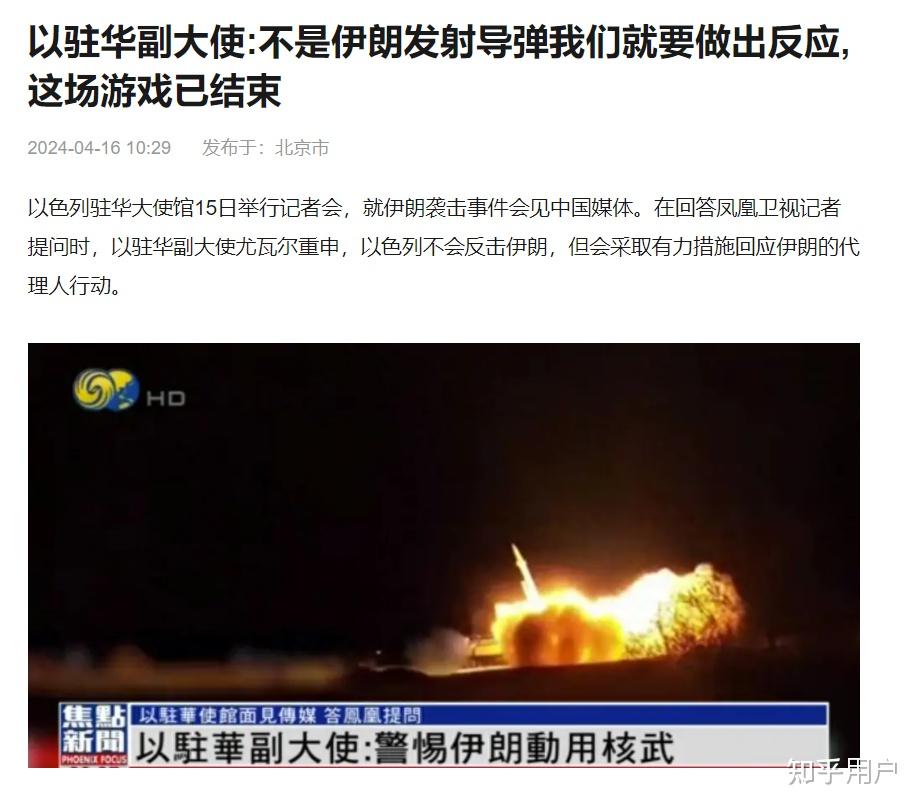 以驻华副大使:不是伊朗发射导弹我们就要做出反应,
这场游戏已结束
2024-04-16 10:29 发布于：北京市
以色列驻华大使馆15日举行记者会，就伊朗袭击事件会见中国媒体。在回答凤凰卫视记者
提问时，以驻华副大使尤瓦尔重申，以色列不会反击伊朗，但会采取有力措施回应伊朗的代
理人行动。
HD
焦點
新聞
PHOENIX FOCUS
以駐華使館面見傳媒 答鳳凰提問
以駐華副大使:警惕伊朗動用核武
知乎用户